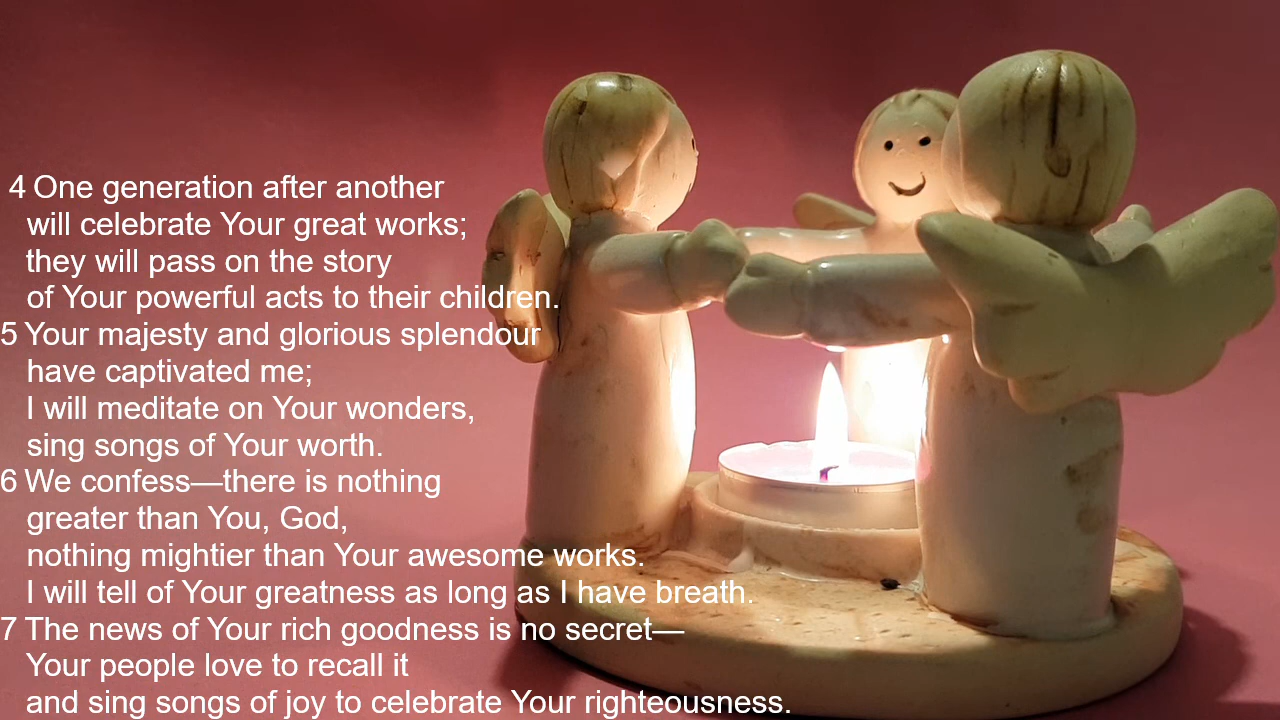 4 One generation after another
will celebrate Your great works;
they will pass on the story
of Your powerful acts to their children.
5 Your majesty and glorious splendour
have captivated me;
I will meditate on Your wonders,
sing songs of Your worth.
6 We confess—there is nothing
greater than You, God,
nothing mightier than Your awesome works.
I will tell of Your greatness as long as I have breath.
7 The news of Your rich goodness is no secret—
Your people love to recall it
and sing songs of joy to celebrate Your righteousness.